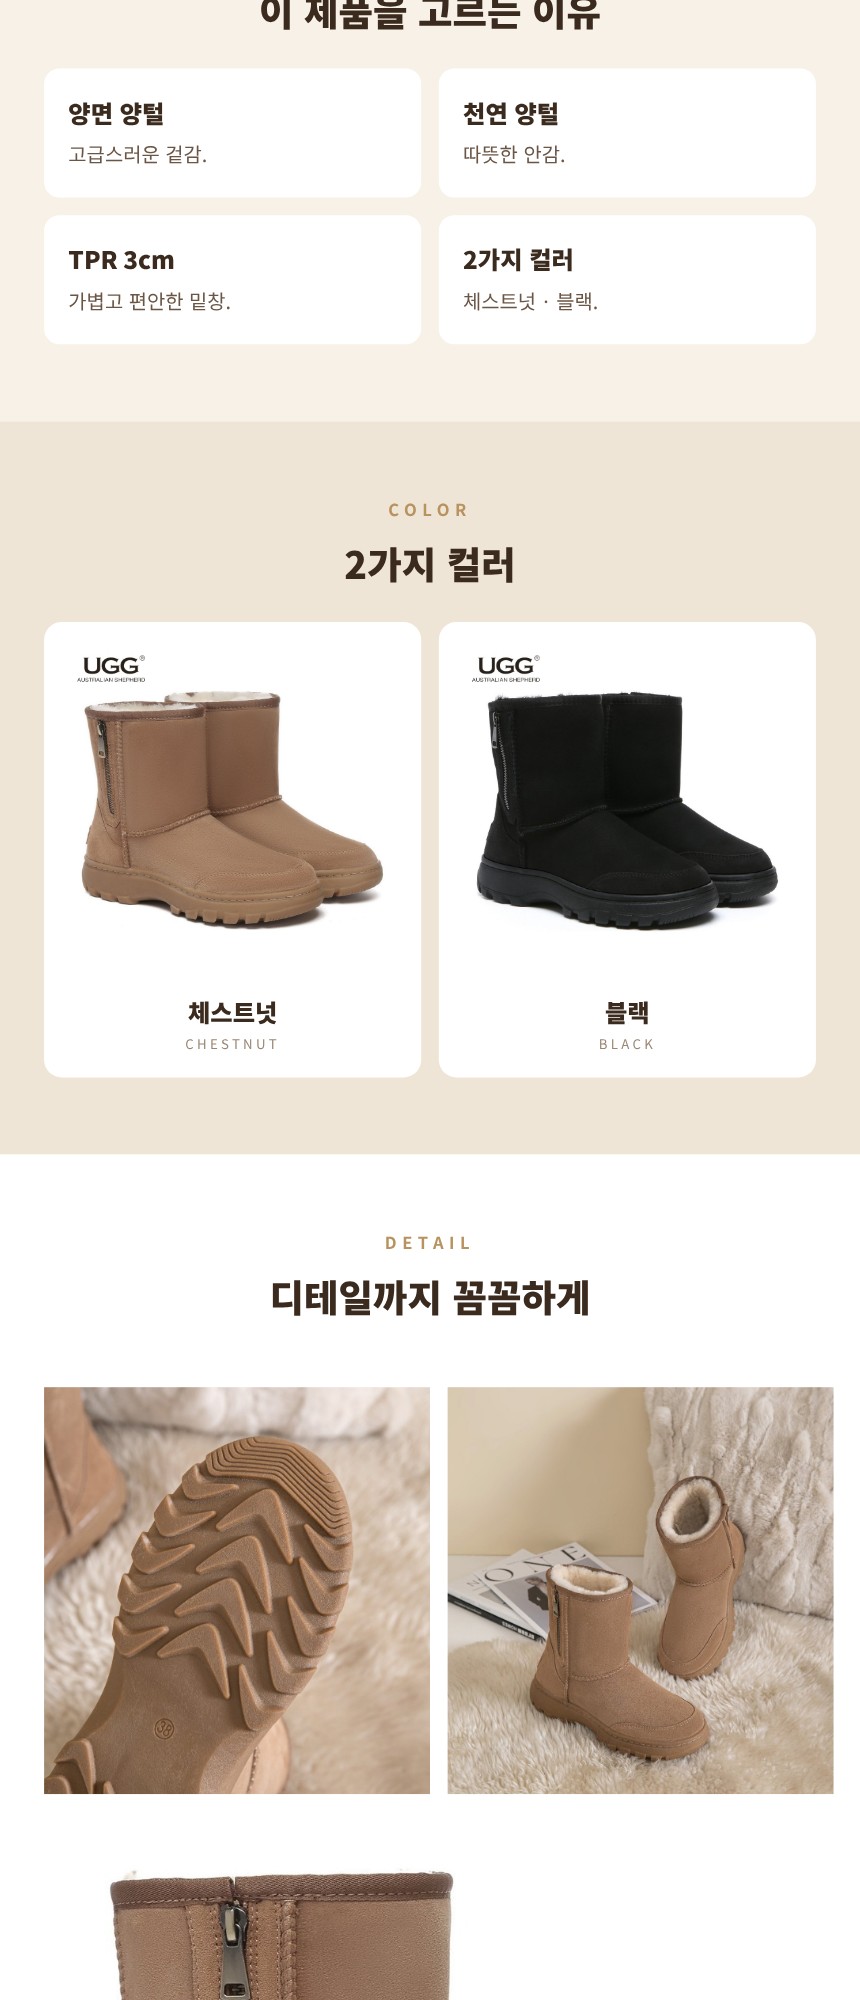 이 제품을 고르는 이유
양면 양털
고급스러운 겉감.
천연 양털
따뜻한 안감.
TPR 3cm
가볍고 편안한 밑창.
2가지 컬러
체스트넛 · 블랙.
COLOR
2가지 컬러
UGG®
AUSTRALIAN SHEPHERD
UGG®
AUSTRALIAN SHEPHERD
체스트넛
CHESTNUT
블랙
BLACK
DETAIL
디테일까지 꼼꼼하게
38
ONE